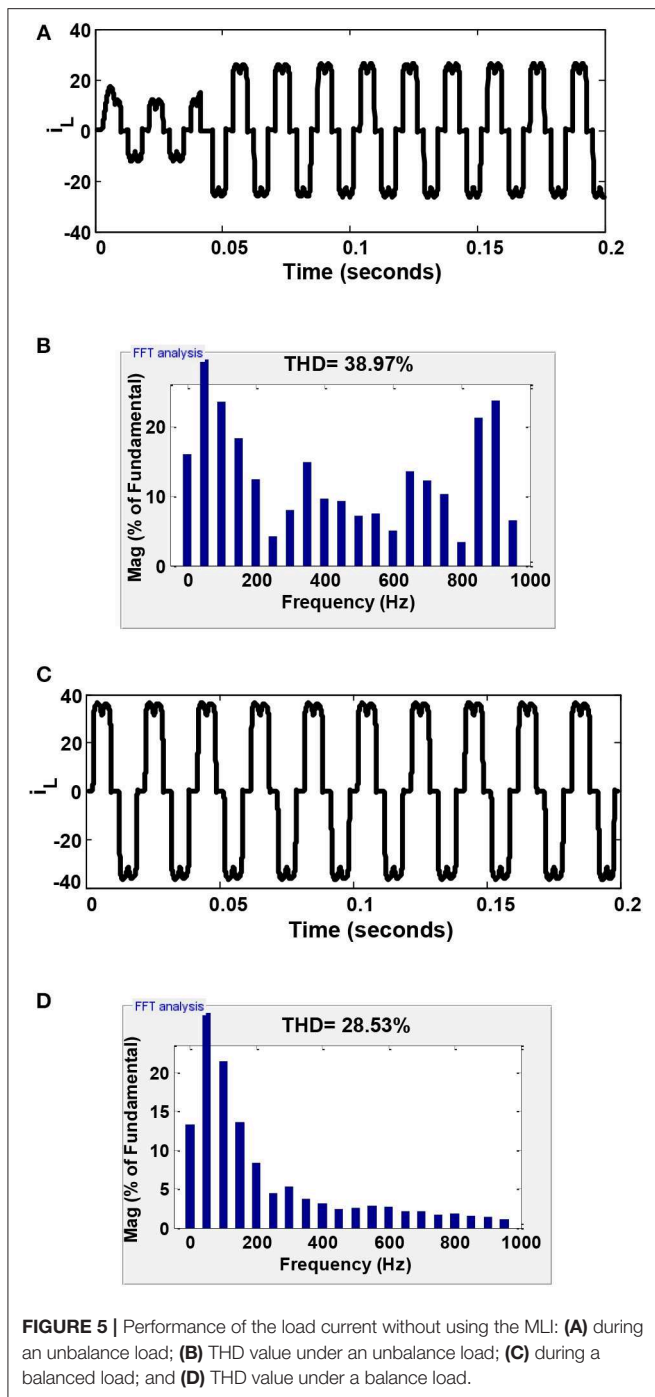 A
40
20
0
-20
-40
i_L
0 0.05 0.1 0.15 0.2
Time (seconds)
B
FFT analysis
THD= 38.97%
Mag (% of Fundamental)
20
10
0
0 200 400 600 800 1000
Frequency (Hz)
C
40
20
0
-20
-40
i_L
0 0.05 0.1 0.15 0.2
Time (seconds)
D
FFT analysis
THD= 28.53%
Mag (% of Fundamental)
20
15
10
5
0
0 200 400 600 800 1000
Frequency (Hz)
FIGURE 5 | Performance of the load current without using the MLI: (A) during
an unbalance load; (B) THD value under an unbalance load; (C) during a
balanced load; and (D) THD value under a balance load.